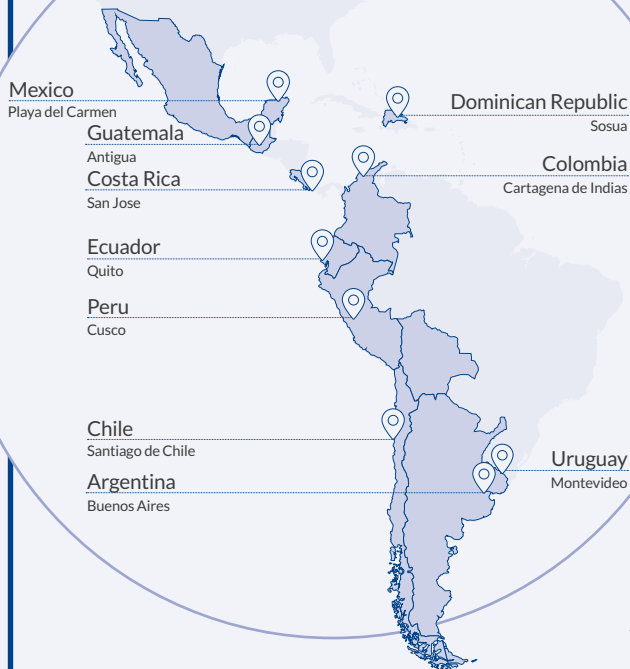 Mexico
Playa del Carmen
Guatemala
Antigua
Costa Rica
San Jose
Ecuador
Quito
Peru
Cusco
Chile
Santiago de Chile
Argentina
Buenos Aires
Dominican Republic
Sosua
Colombia
Cartagena de Indias
Uruguay
Montevideo